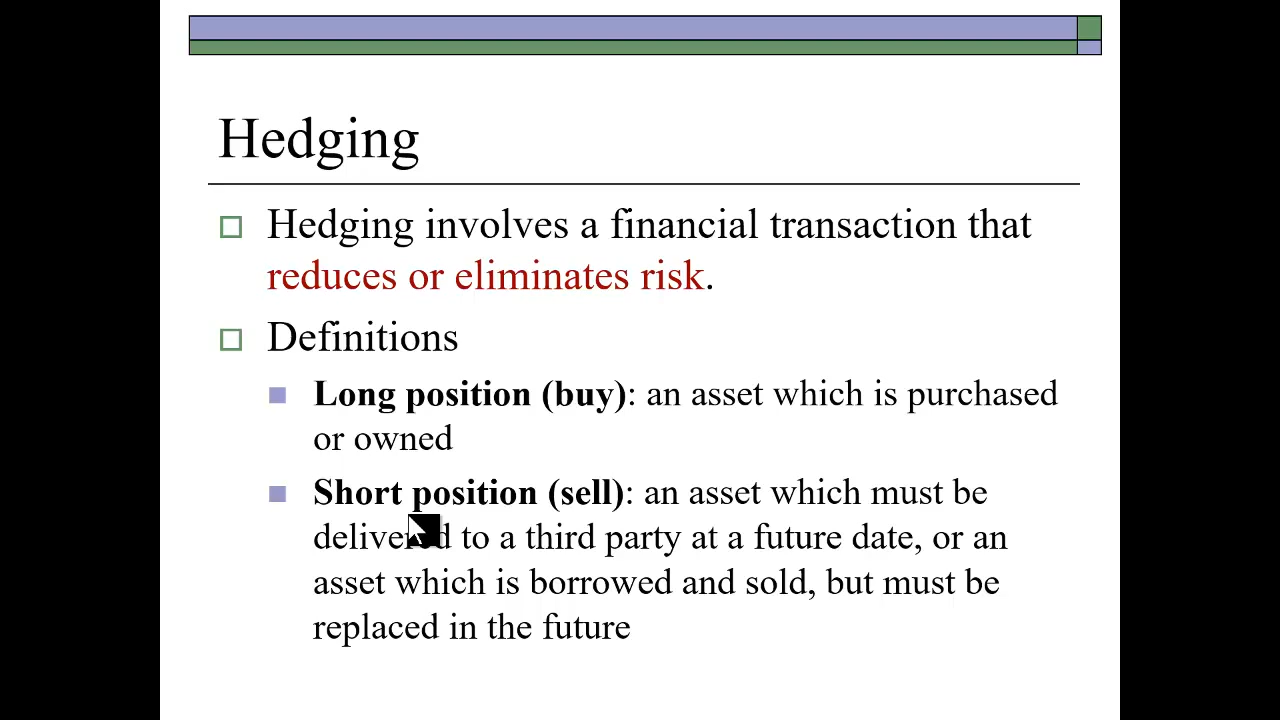 Hedging
Hedging involves a financial transaction that
reduces or eliminates risk.
Definitions
Long position (buy): an asset which is purchased
or owned
Short position (sell): an asset which must be
delivered to a third party at a future date, or an
asset which is borrowed and sold, but must be
replaced in the future